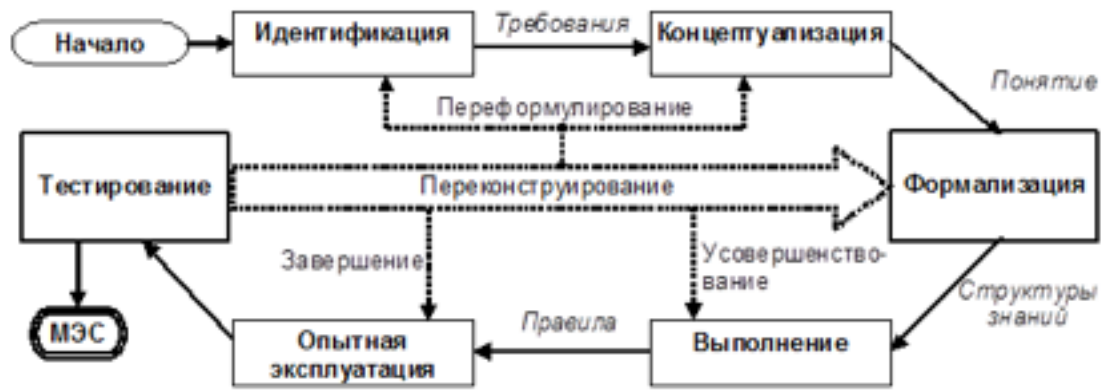 Начало
Идентификация
Требования
Концептуализация
Понятие
Переформулирование
Тестирование
Переконструирование
Формализация
Завершение
Усовершенство-
вание
Структуры
знаний
МЭС
Опытная
эксплуатация
Правила
Выполнение